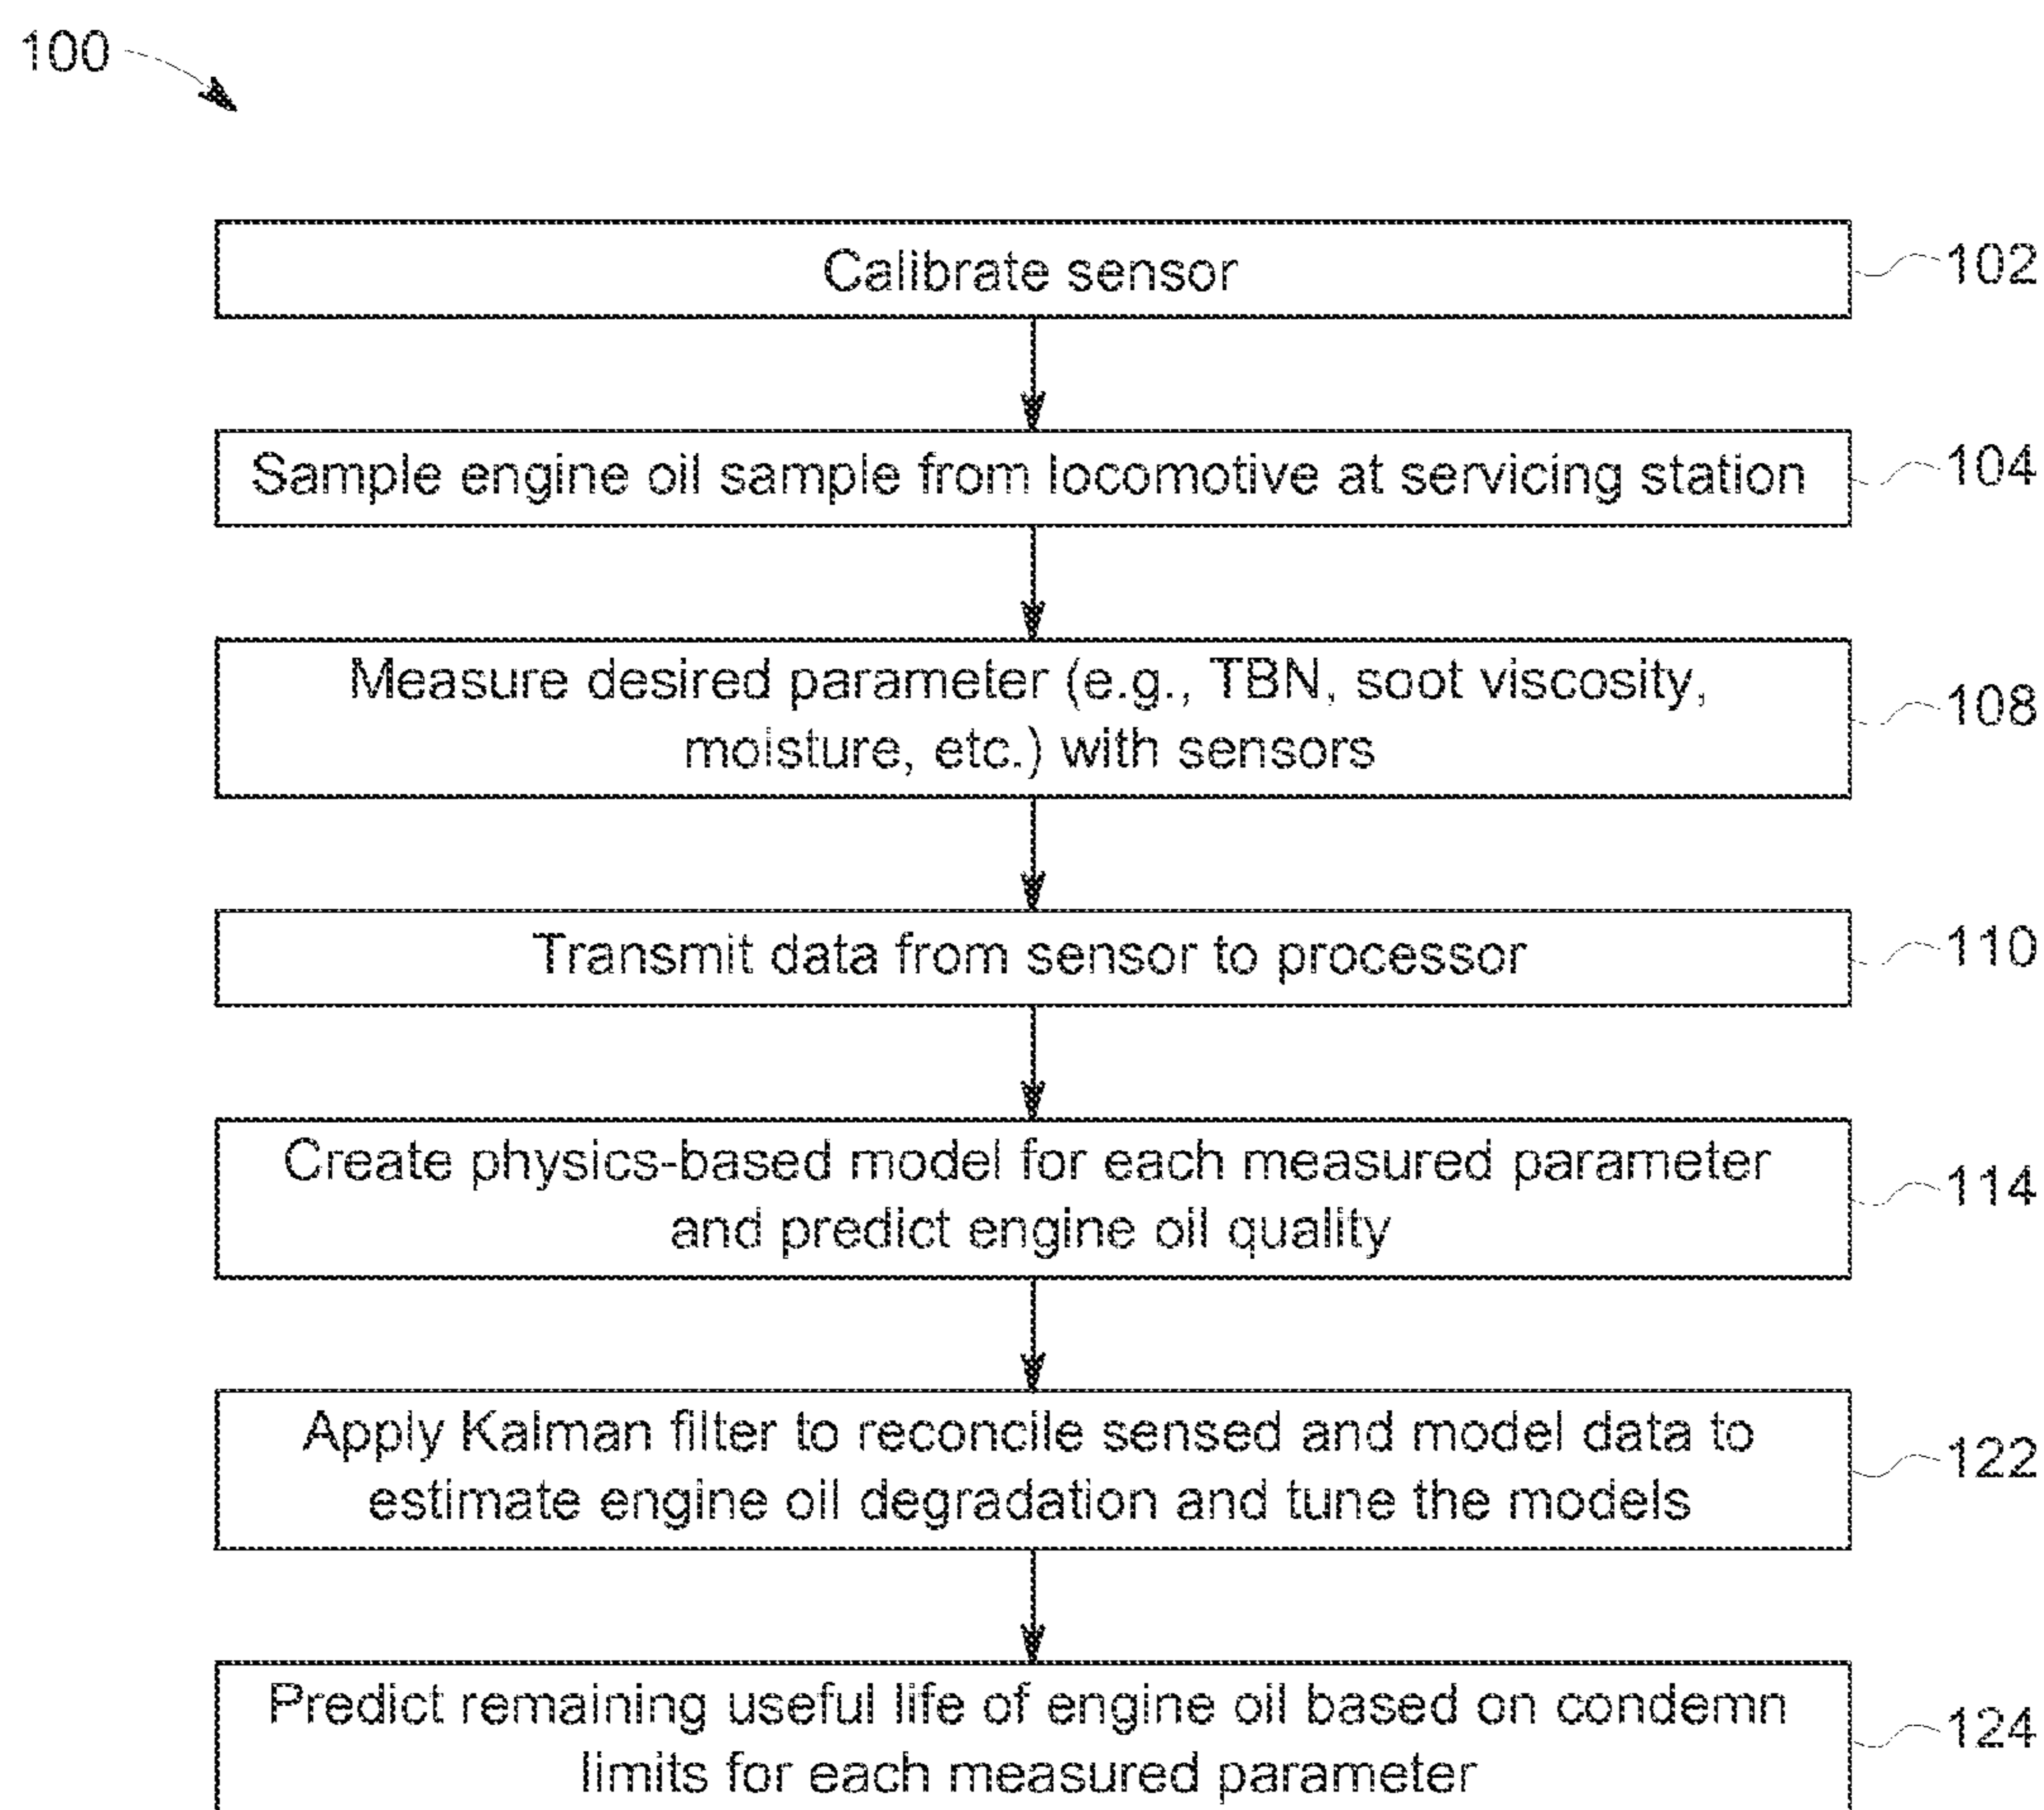 100
Calibrate sensor
102
Sample engine oil sample from locomotive at servicing station
104
Measure desired parameter (e.g., TBN, soot viscosity,
moisture, etc.) with sensors
108
Transmit data from sensor to processor
110
Create physics-based model for each measured parameter
and predict engine oil quality
114
Apply Kalman filter to reconcile sensed and model data to
estimate engine oil degradation and tune the models
122
Predict remaining useful life of engine oil based on condemn
limits for each measured parameter
124